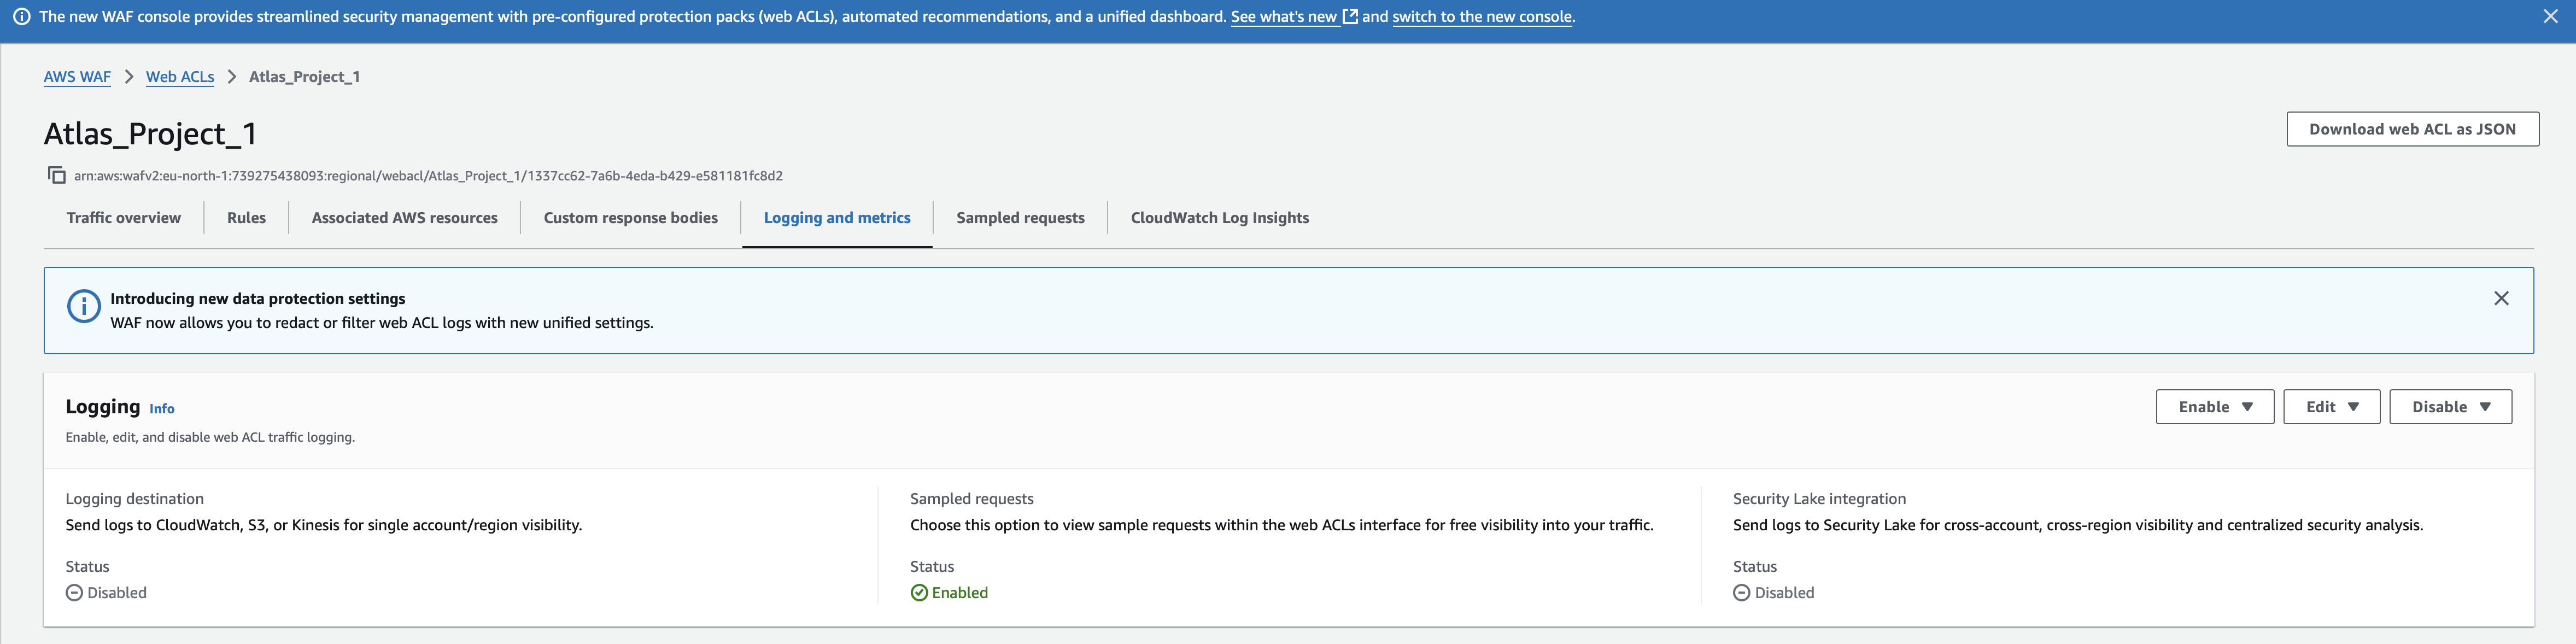 The new WAF console provides streamlined security management with pre-configured protection packs (web ACLs), automated recommendations, and a unified dashboard. See what's new and switch to the new console.
AWS WAF > Web ACLs > Atlas_Project_1
Atlas_Project_1
Download web ACL as JSON
arn:aws:wafv2:eu-north-1:739275438093:regional/webacl/Atlas_Project_1/1337cc62-7a6b-4eda-b429-e581181fc8d2
Traffic overview Rules Associated AWS resources Custom response bodies Logging and metrics Sampled requests CloudWatch Log Insights
Introducing new data protection settings
WAF now allows you to redact or filter web ACL logs with new unified settings.
Logging Info
Enable Edit Disable
Enable, edit, and disable web ACL traffic logging.
Logging destination
Send logs to CloudWatch, S3, or Kinesis for single account/region visibility.
Status
Disabled
Sampled requests
Choose this option to view sample requests within the web ACLs interface for free visibility into your traffic.
Status
Enabled
Security Lake integration
Send logs to Security Lake for cross-account, cross-region visibility and centralized security analysis.
Status
Disabled